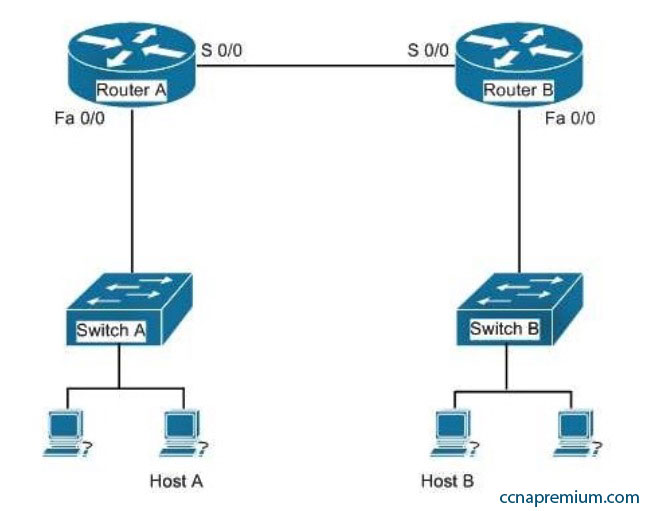 S 0/0
S 0/0
Router A
Router B
Fa 0/0
Fa 0/0
Switch A
Switch B
?
?
?
?
Host A
Host B
ccnapremium.com